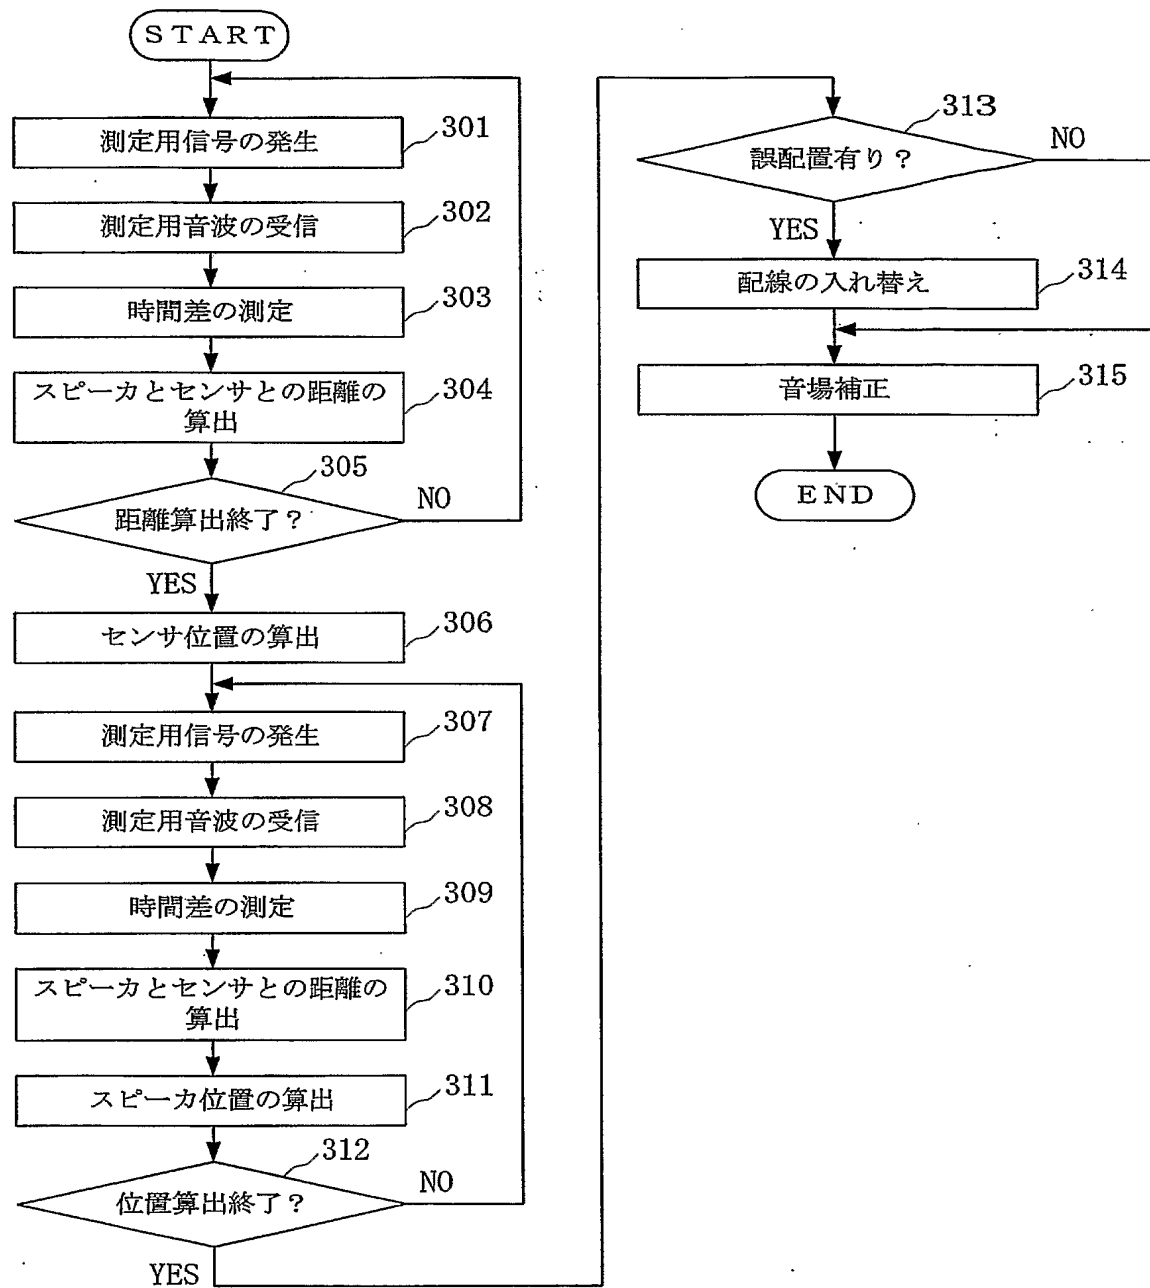 START
測定用信号の発生
301
測定用音波の受信
302
時間差の測定
303
スピーカとセンサとの距離の
算出
304
305
距離算出終了?
NO
YES
センサ位置の算出
306
測定用信号の発生
307
測定用音波の受信
308
時間差の測定
309
スピーカとセンサとの距離の
算出
310
スピーカ位置の算出
311
312
位置算出終了?
NO
YES
313
誤配置有り?
NO
YES
配線の入れ替え
314
音場補正
315
END